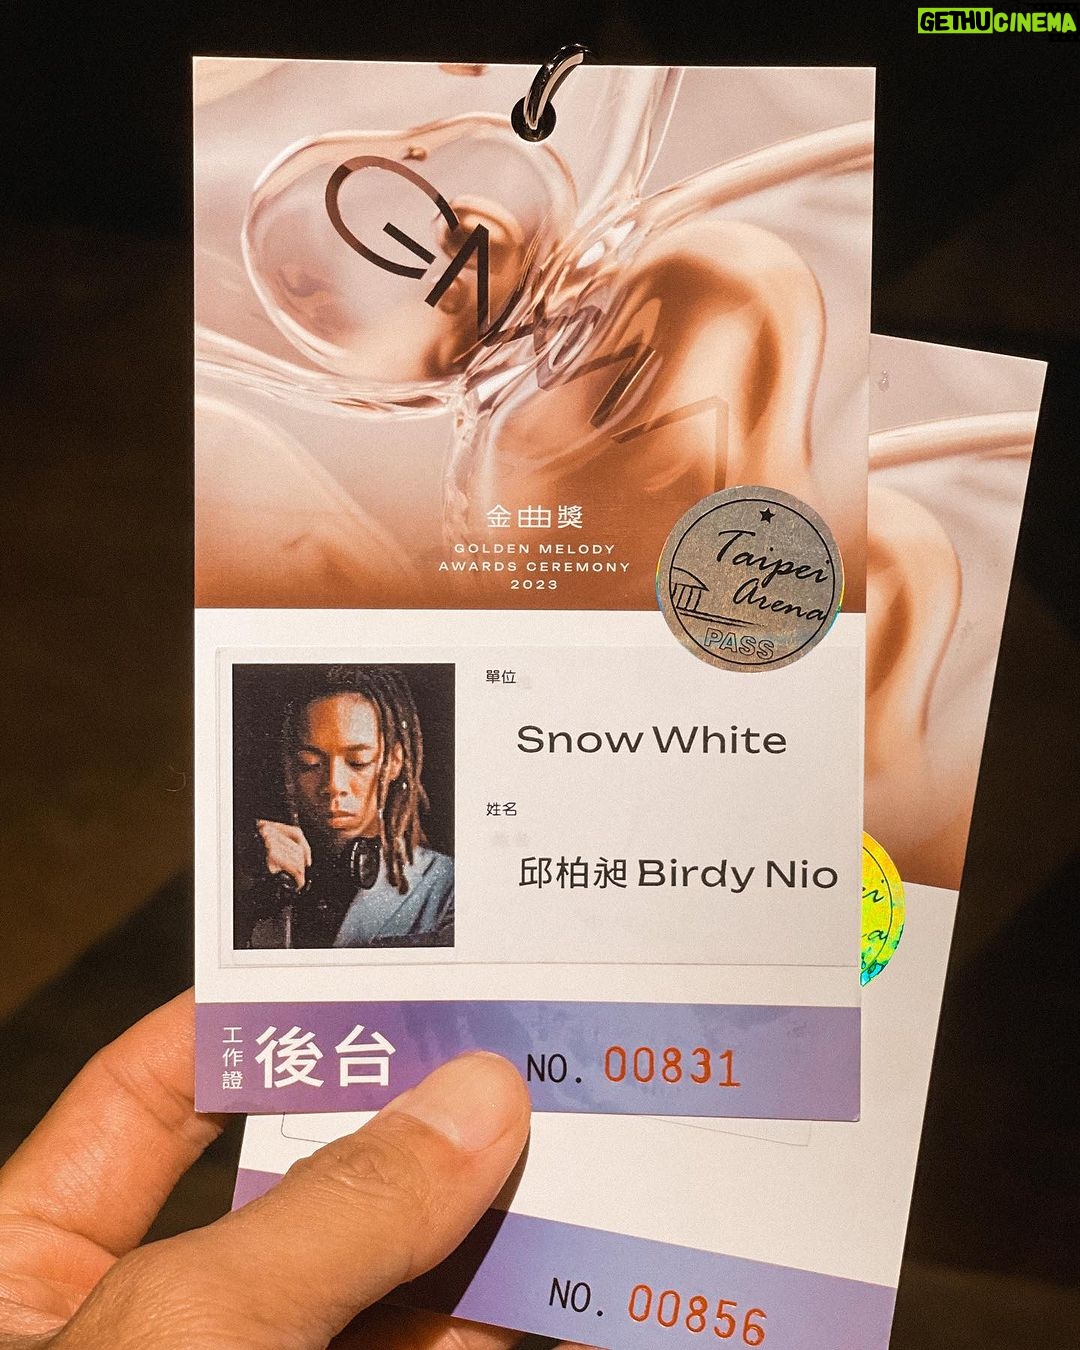 GETHUCINEMA
GMA
金曲獎
GOLDEN MELODY
AWARDS CEREMONY
2023
Taipei
Arena
PASS
單位
Snow White
姓名
邱柏昶 Birdy Nio
工作證
後台
NO. 00831
NO. 00856